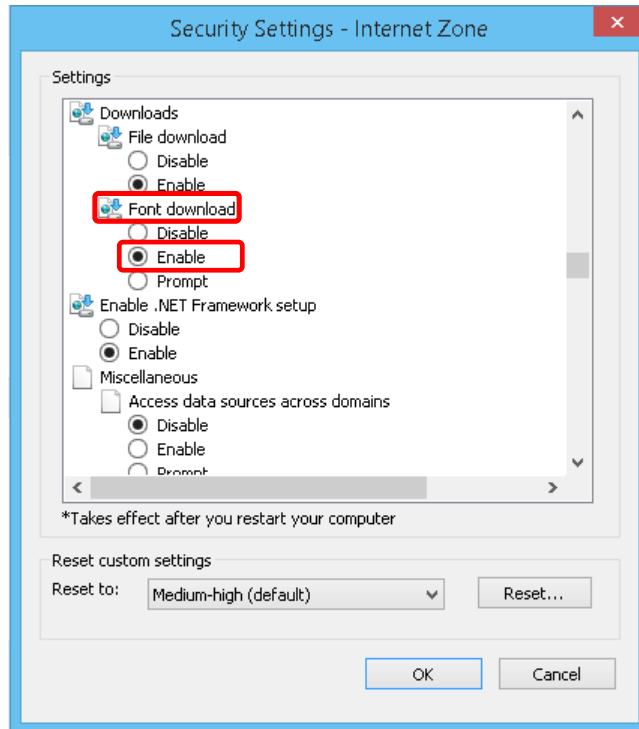 Security Settings - Internet Zone
Settings
Downloads
File download
Disable
Enable
Font download
Disable
Enable
Prompt
Enable .NET Framework setup
Disable
Enable
Miscellaneous
Access data sources across domains
Disable
Enable
Prompt
*Takes effect after you restart your computer
Reset custom settings
Reset to: Medium-high (default) Reset...
OK Cancel